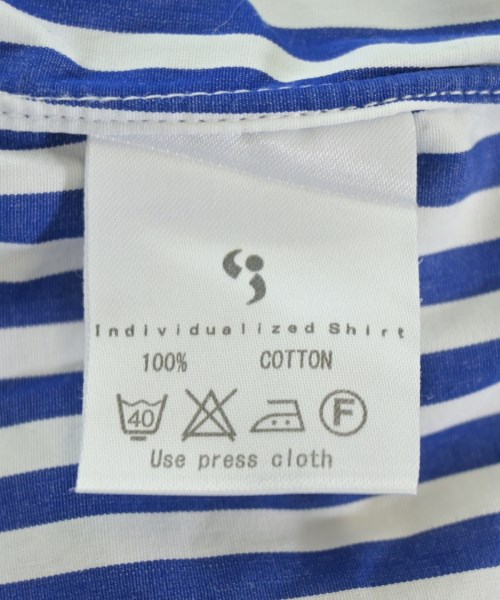 Individualized Shirt
100% COTTON
40 F
Use press cloth